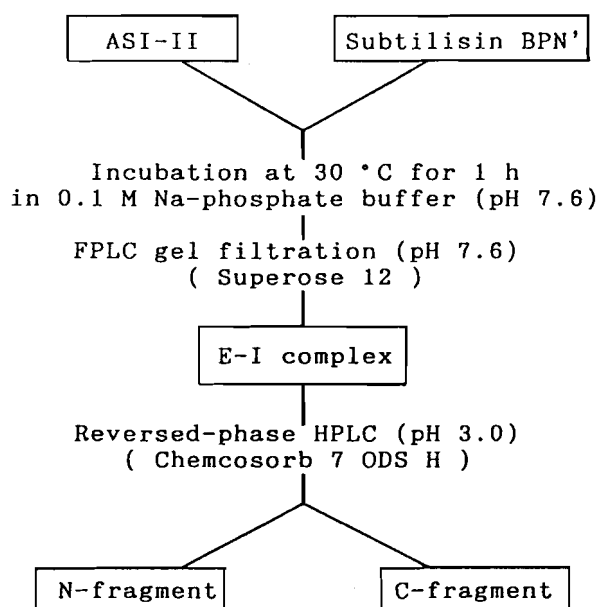 ASI-II
Subtilisin BPN'
Incubation at 30 °C for 1 h
in 0.1 M Na-phosphate buffer (pH 7.6)
FPLC gel filtration (pH 7.6)
( Superose 12 )
E-I complex
Reversed-phase HPLC (pH 3.0)
( Chemcosorb 7 ODS H )
N-fragment
C-fragment